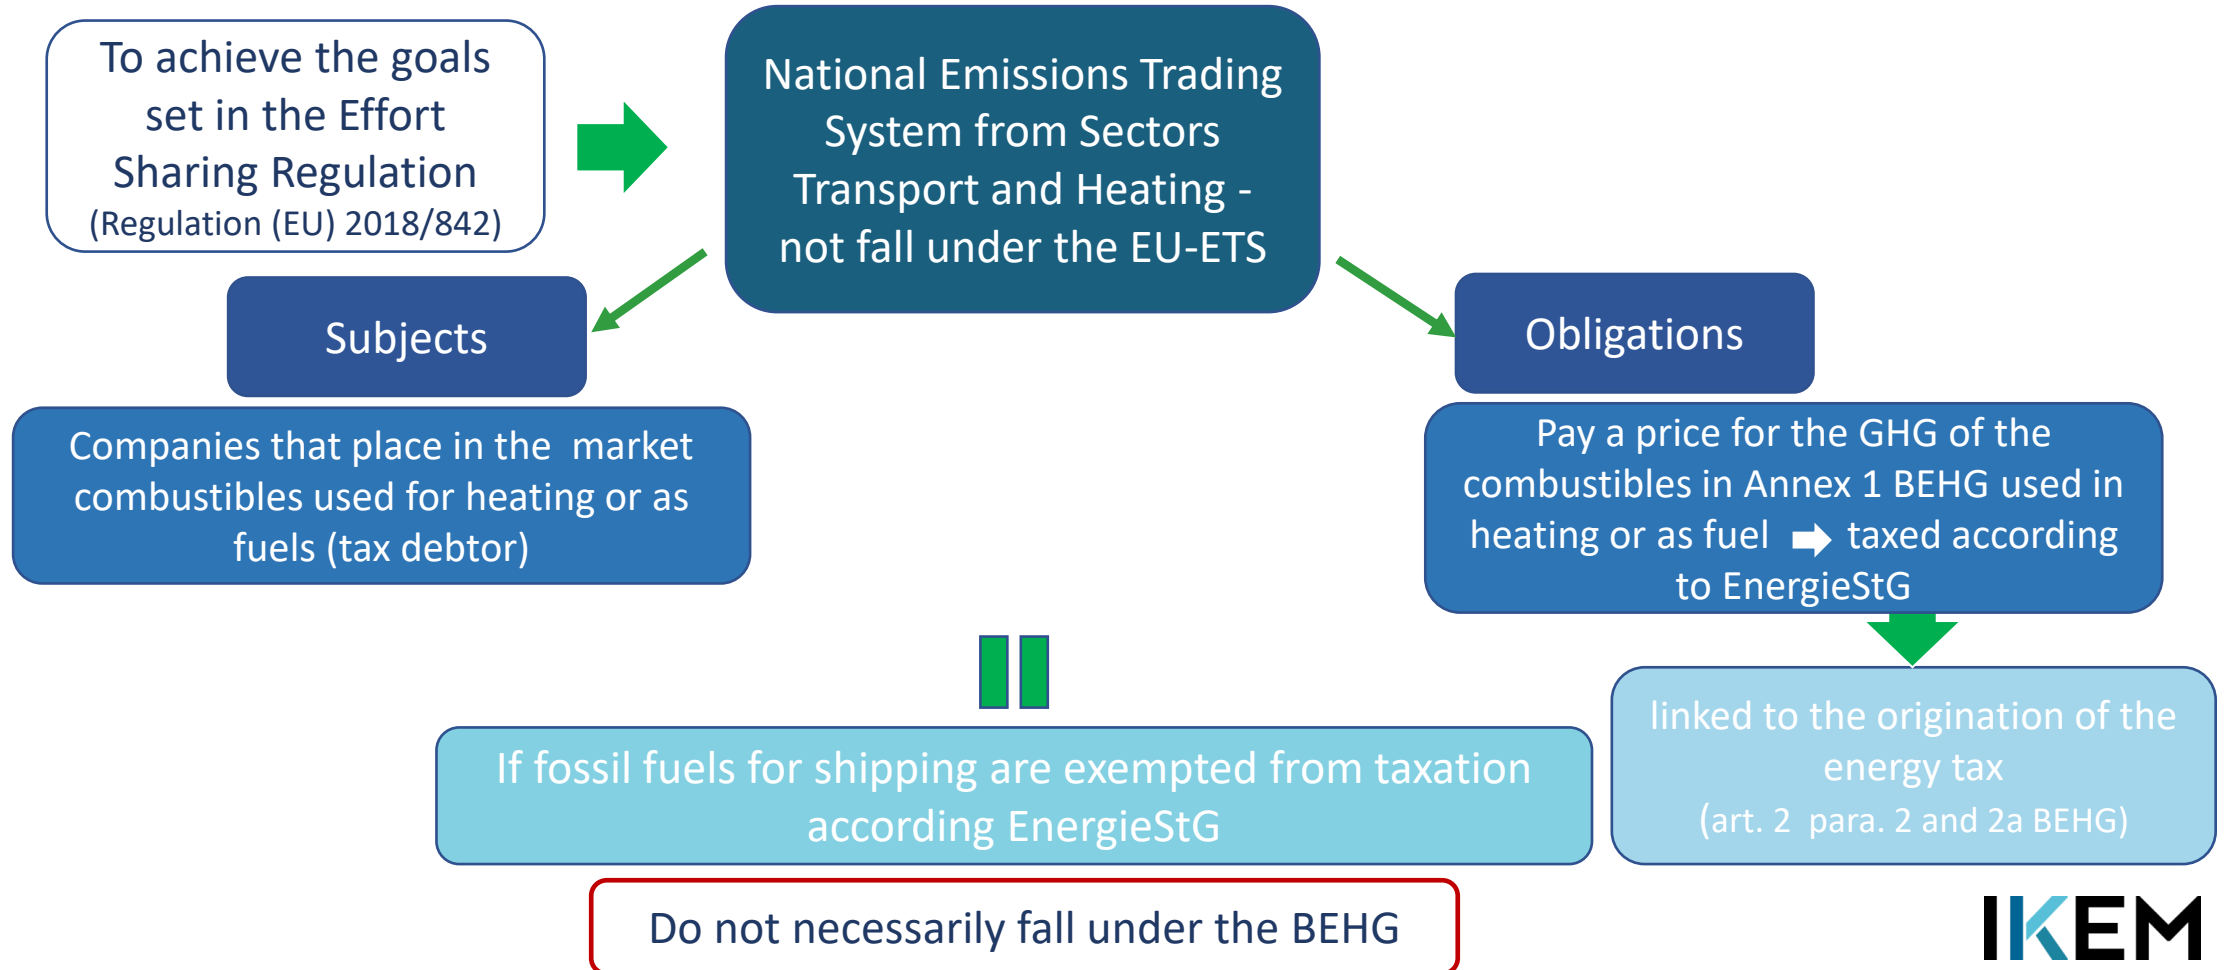 To achieve the goals
set in the Effort
Sharing Regulation
(Regulation (EU) 2018/842)
National Emissions Trading
System from Sectors
Transport and Heating -
not fall under the EU-ETS
Subjects
Obligations
Companies that place in the market
combustibles used for heating or as
fuels (tax debtor)
Pay a price for the GHG of the
combustibles in Annex 1 BEHG used in
heating or as fuel taxed according
to EnergieStG
linked to the origination of the
energy tax
(art. 2 para. 2 and 2a BEHG)
If fossil fuels for shipping are exempted from taxation
according EnergieStG
Do not necessarily fall under the BEHG
IKEM